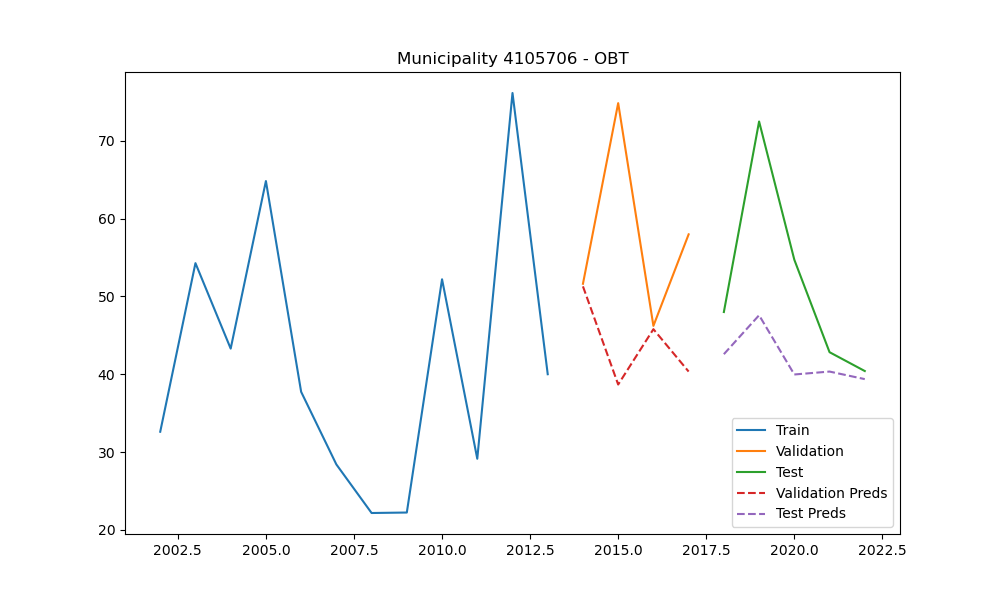 Municipality 4105706 - OBT
70
60
50
40
30
20
2002.5 2005.0 2007.5 2010.0 2012.5 2015.0 2017.5 2020.0 2022.5
Train
Validation
Test
Validation Preds
Test Preds